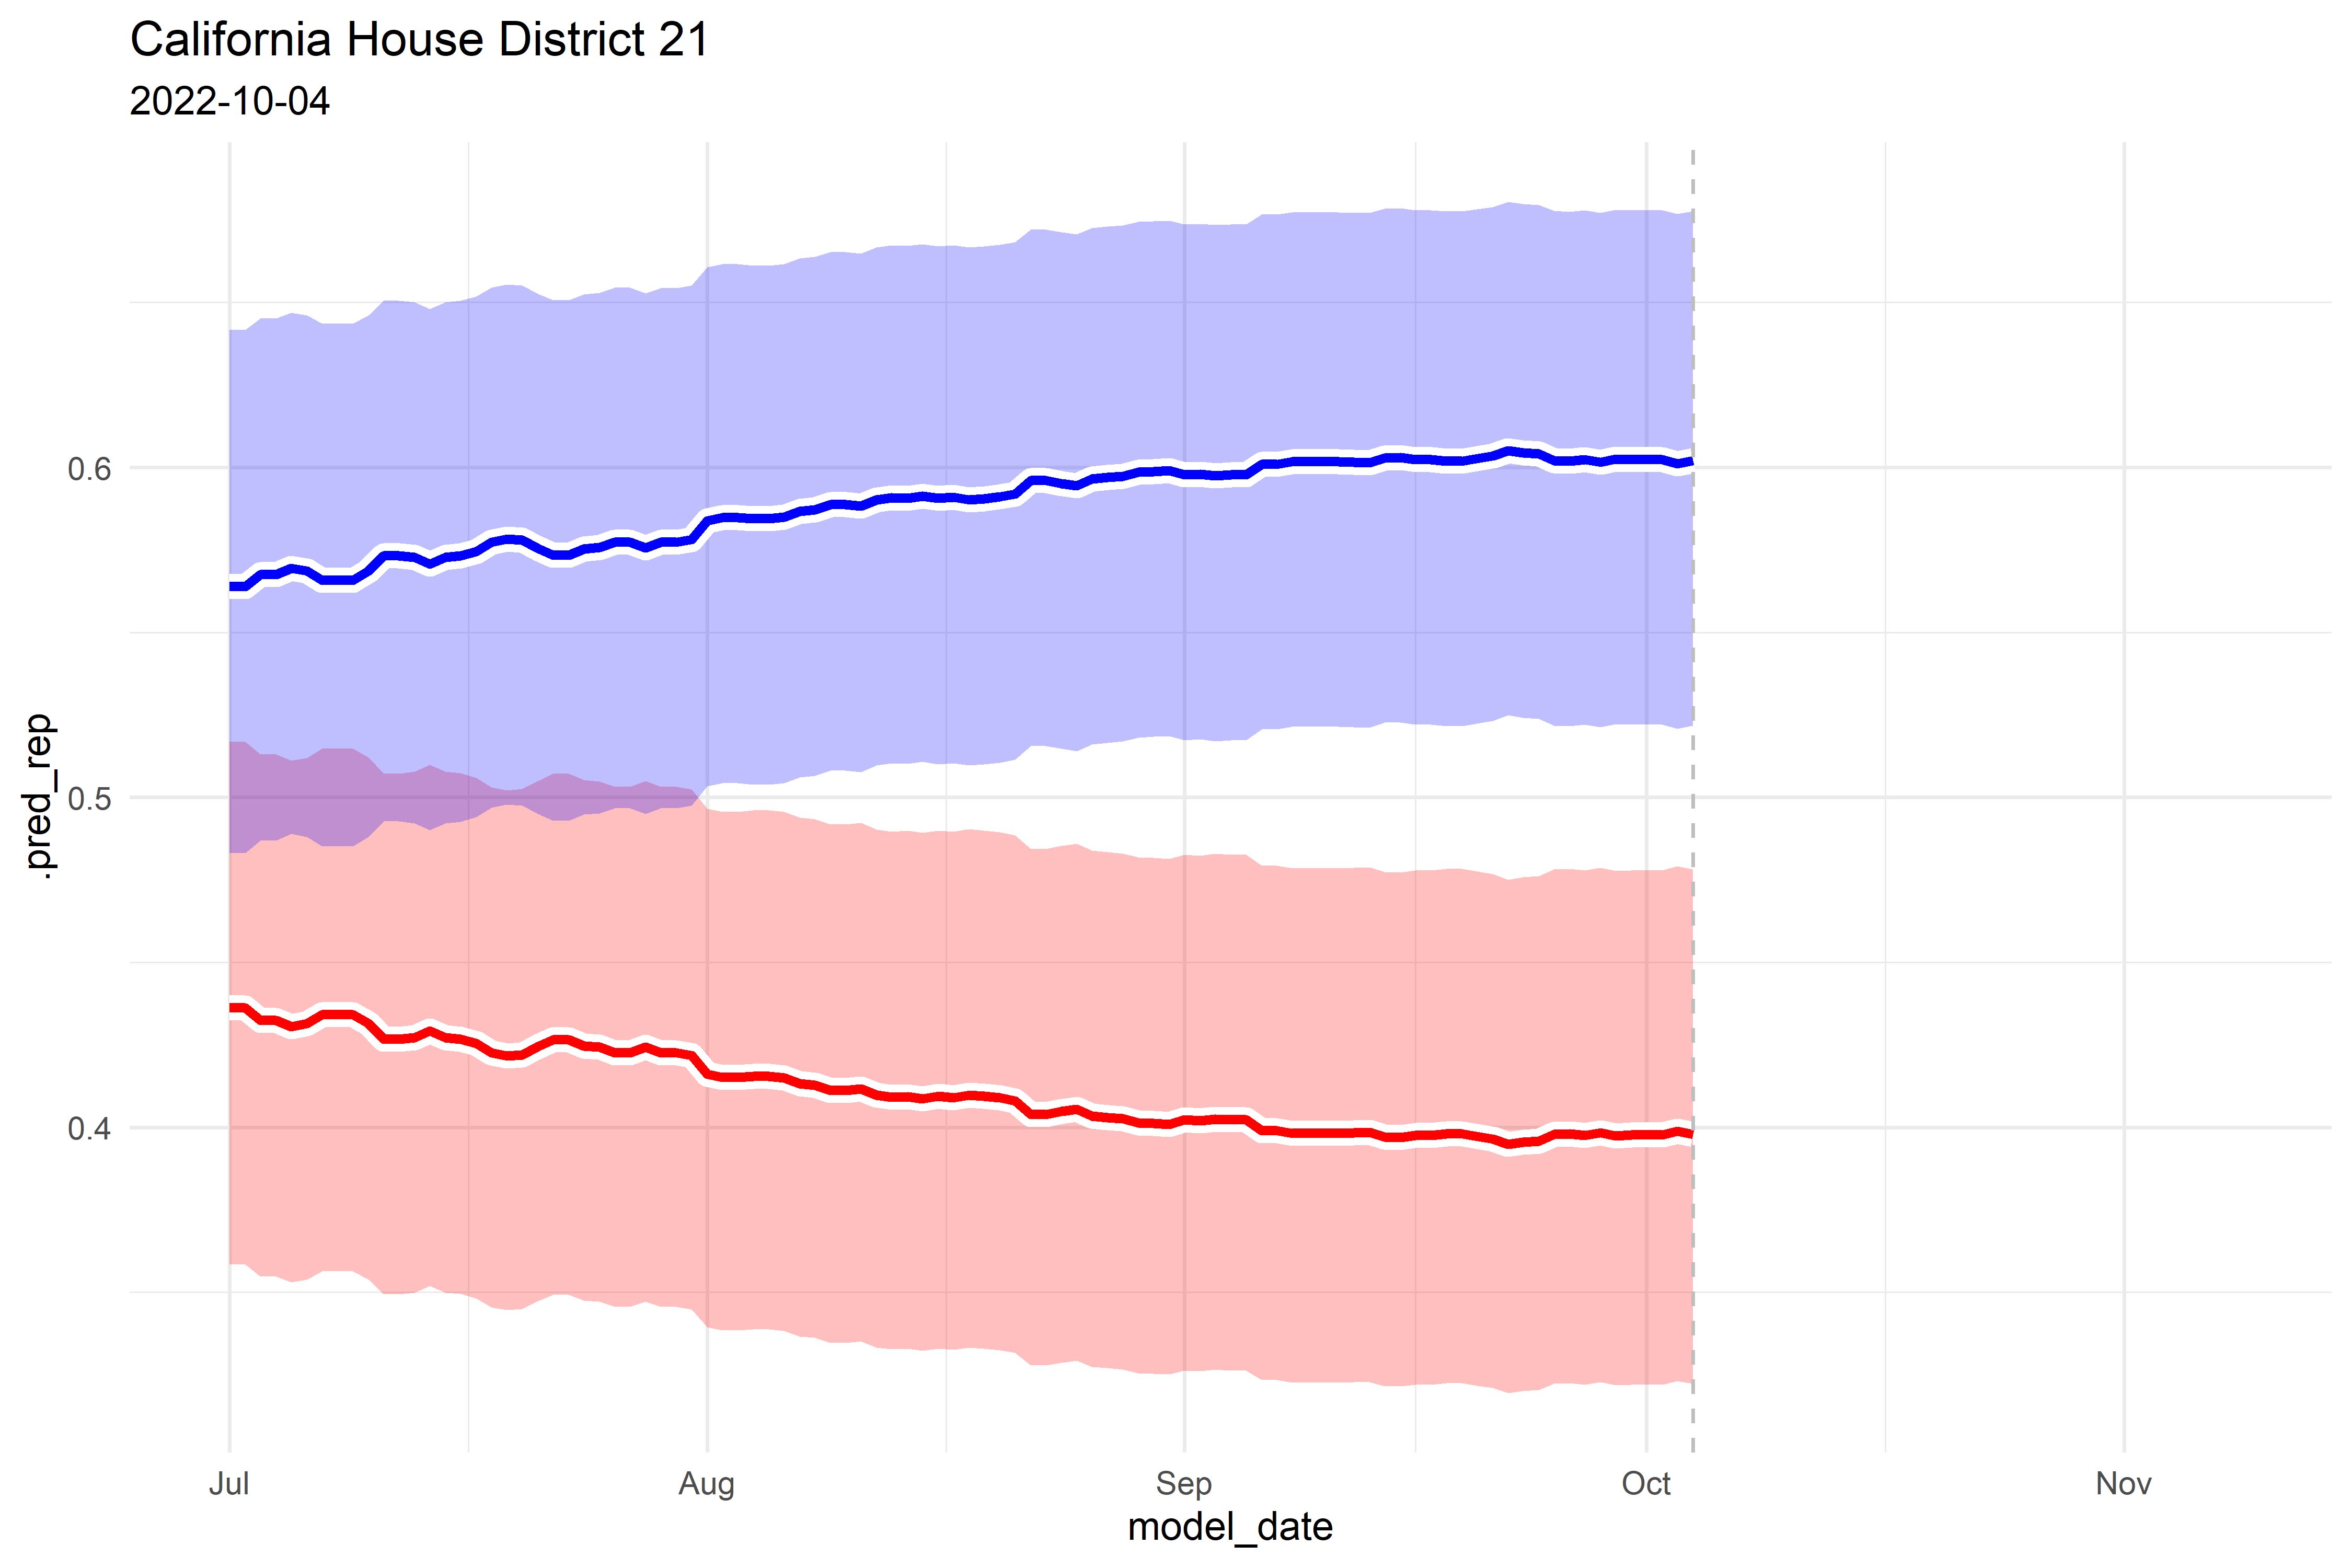 California House District 21
2022-10-04
.pred_rep
0.6
0.5
0.4
Jul Aug Sep Oct Nov
model_date